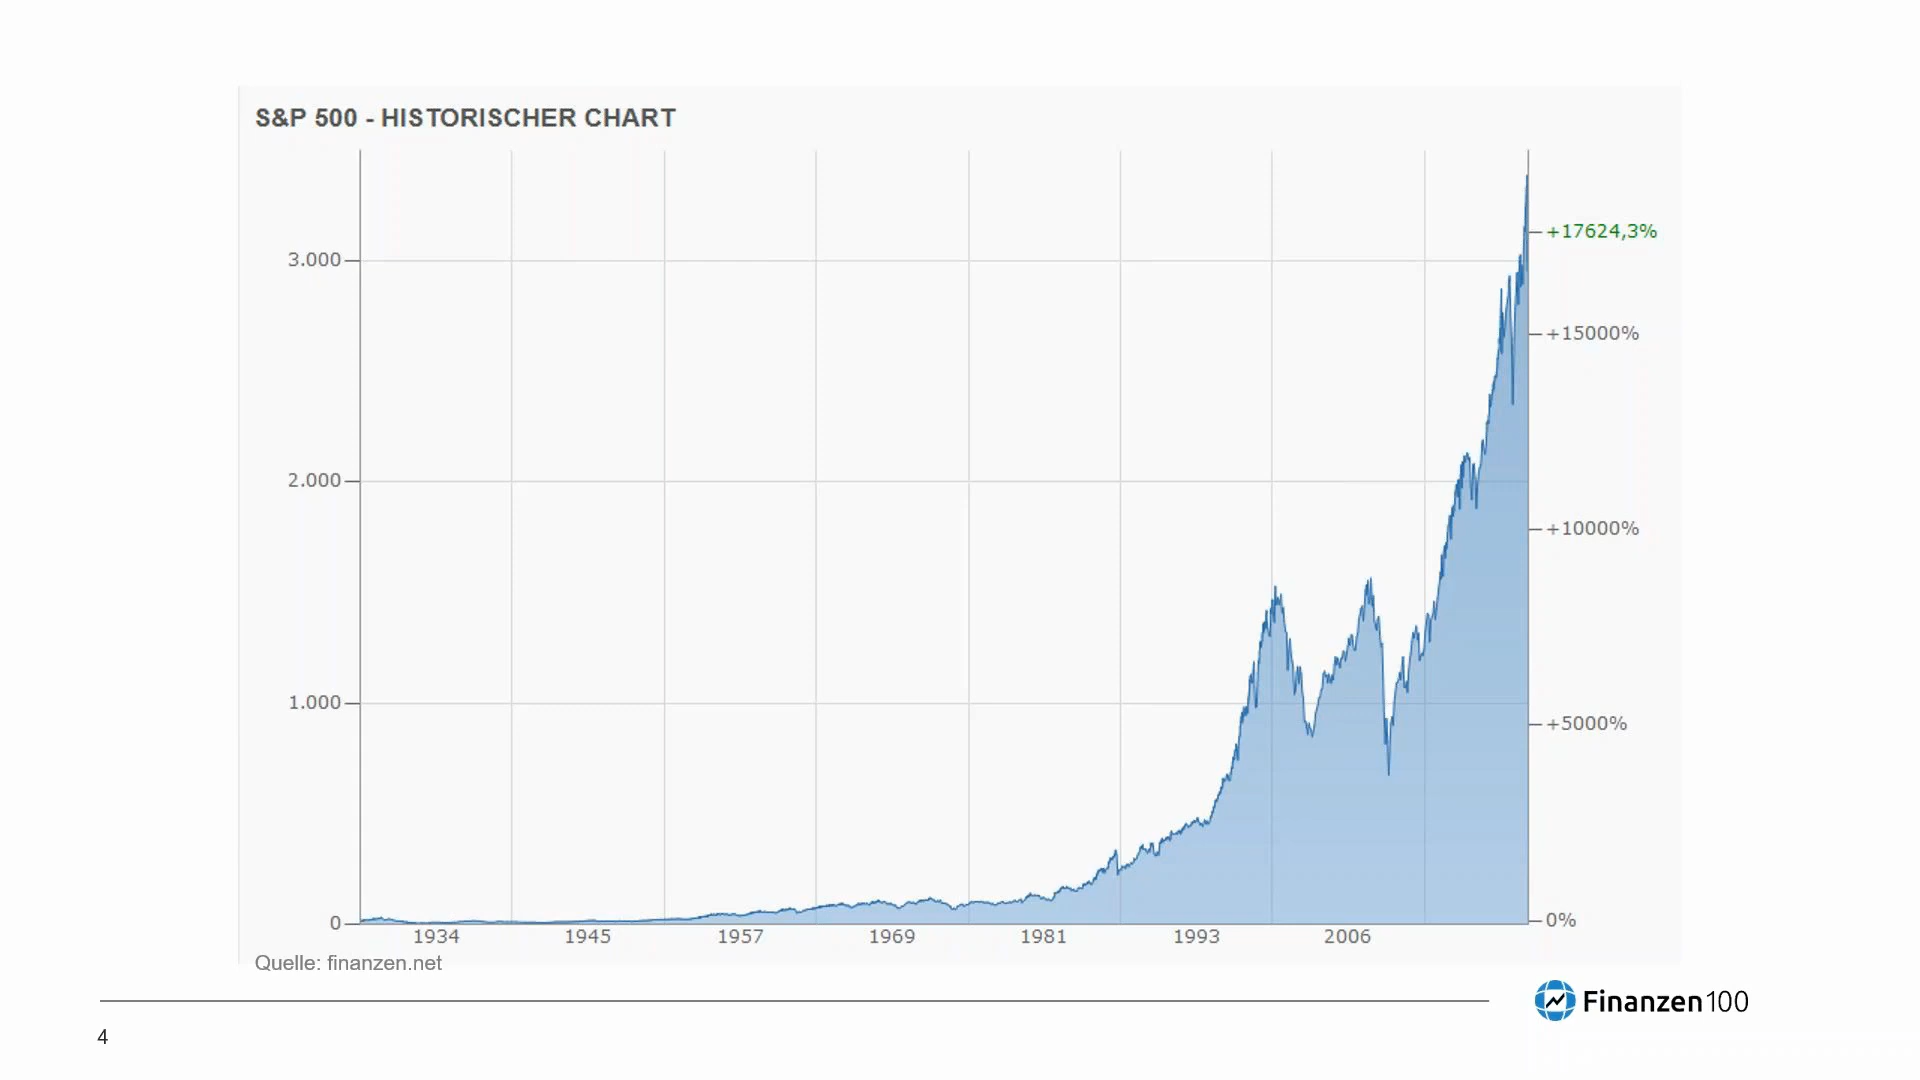 S&P 500 - HISTORISCHER CHART
+17624,3%
3.000
+15000%
2.000
+10000%
1.000
+5000%
0
0%
1934 1945 1957 1969 1981 1993 2006
Quelle: finanzen.net
Finanzen100
4